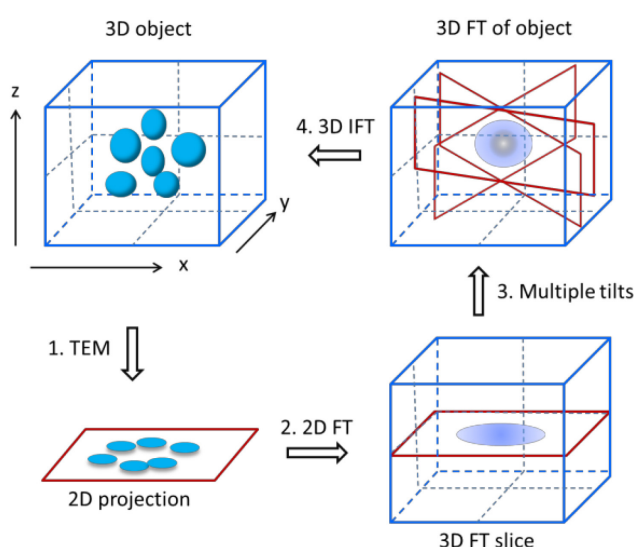 3D object
3D FT of object
z
4. 3D IFT
y
x
1. TEM
3. Multiple tilts
2. 2D FT
2D projection
3D FT slice